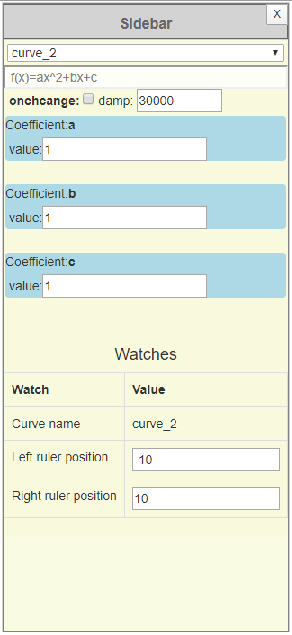 X
Sidebar
curve_2
f(x)=ax^2+bx+c
onchcange: damp: 30000
Coefficient:a
value: 1
Coefficient:b
value: 1
Coefficient:c
value: 1
Watches
Watch Value
Curve name curve_2
Left ruler position 10
Right ruler position 10